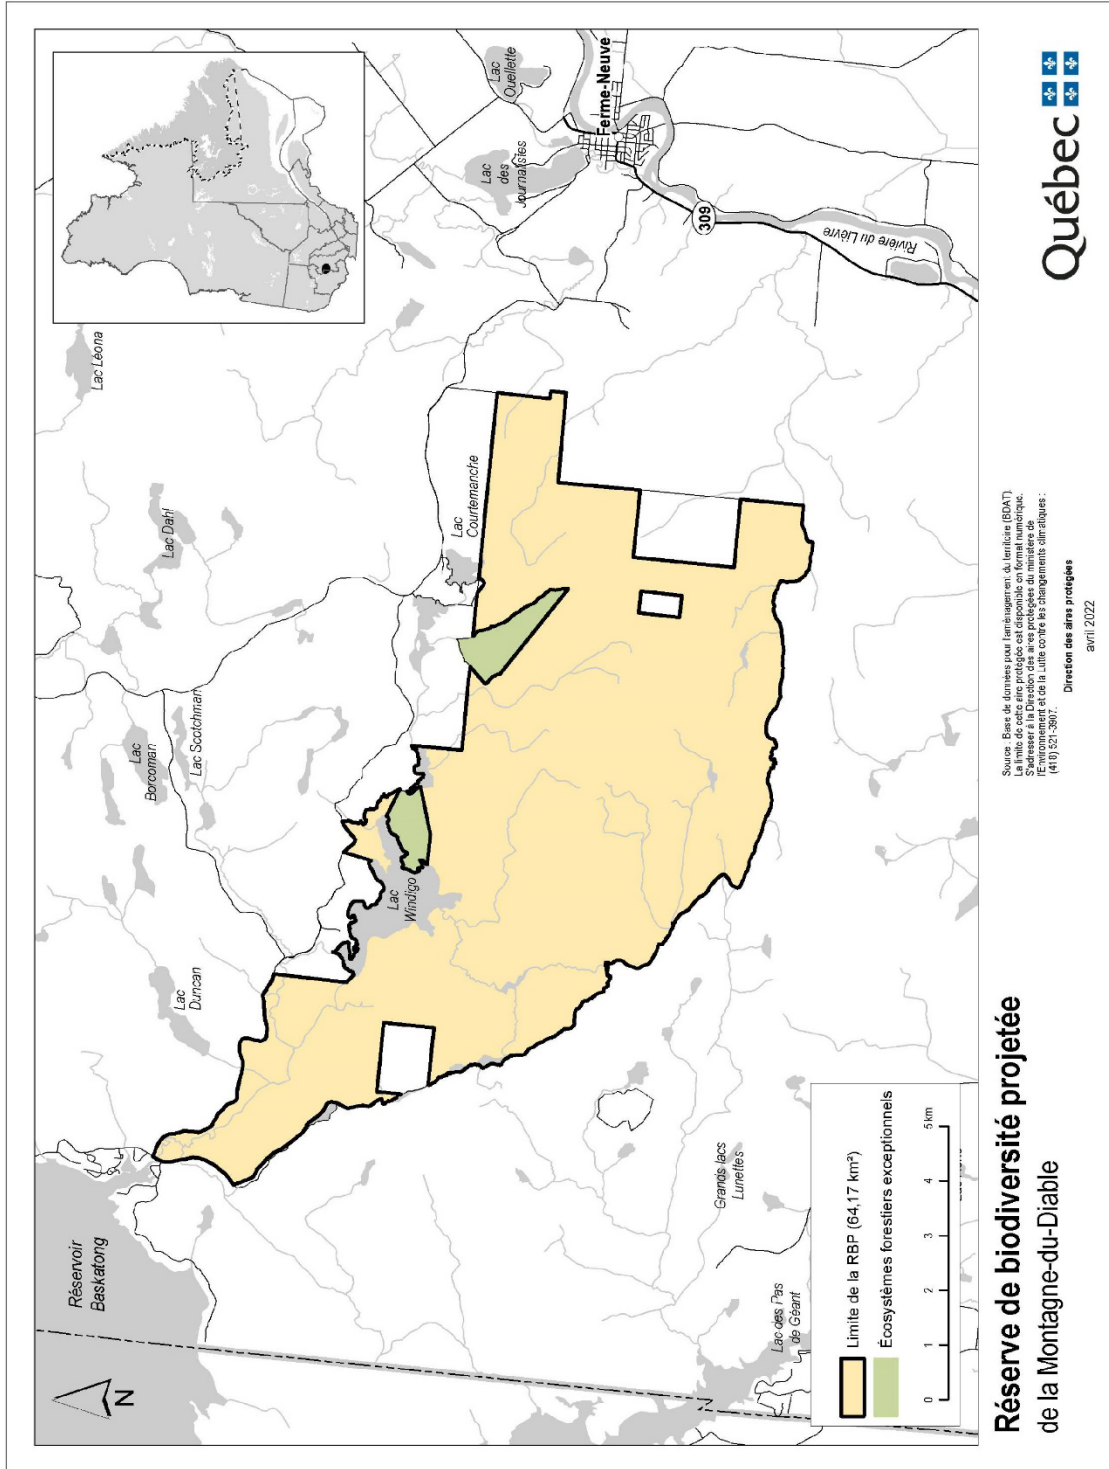 Réservoir
Baskatong
Lac
Duncan
Lac
Borcoman
Lac Scotchman
Lac Dahl
Lac Léona
Lac
Ouellette
Lac
des
Journalistes
Ferme-Neuve
309
Rivière du Lièvre
Lac
Courtemanche
Lac
Windigo
Grands lacs
Lunettes
Lac des Pas
de Géant
N
Limite de la RBP (64,17 km²)
Écosystèmes forestiers exceptionnels
0 1 2 3 4 5 km
Réserve de biodiversité projetée
de la Montagne-du-Diable
Source : Base de données pour l'aménagement du territoire (BDAT).
La limite de cette aire protégée est disponible en format numérique.
S'adresser à la Direction des aires protégées du ministère de
l'Environnement et de la Lutte contre les changements climatiques :
(418) 521-3907.
Direction des aires protégées
avril 2022
Québec